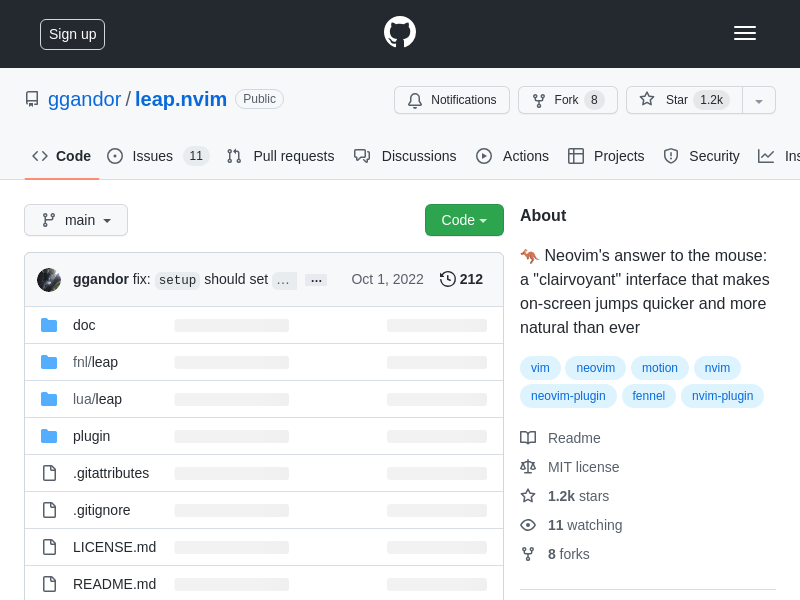 Sign up
ggandor / leap.nvim Public
Notifications Fork 8 Star 1.2k
Code Issues 11 Pull requests Discussions Actions Projects Security Ins
main Code
ggandor fix: setup should set … … Oct 1, 2022 212
doc
fnl/leap
lua/leap
plugin
.gitattributes
.gitignore
LICENSE.md
README.md
About
Neovim's answer to the mouse:
a "clairvoyant" interface that makes
on-screen jumps quicker and more
natural than ever
vim neovim motion nvim
neovim-plugin fennel nvim-plugin
Readme
MIT license
1.2k stars
11 watching
8 forks